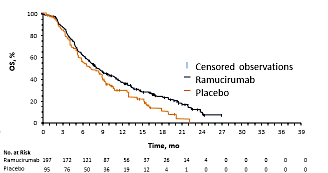 100
80
60
40
20
0
OS, %
Censored observations
Ramucirumab
Placebo
0 3 6 9 12 15 18 21 24 27 30 33 36 39
Time, mo
No. at Risk
Ramucirumab 197 172 121 87 56 37 26 14 4 0 0 0 0 0
Placebo 95 76 50 36 19 12 4 1 0 0 0 0 0 0